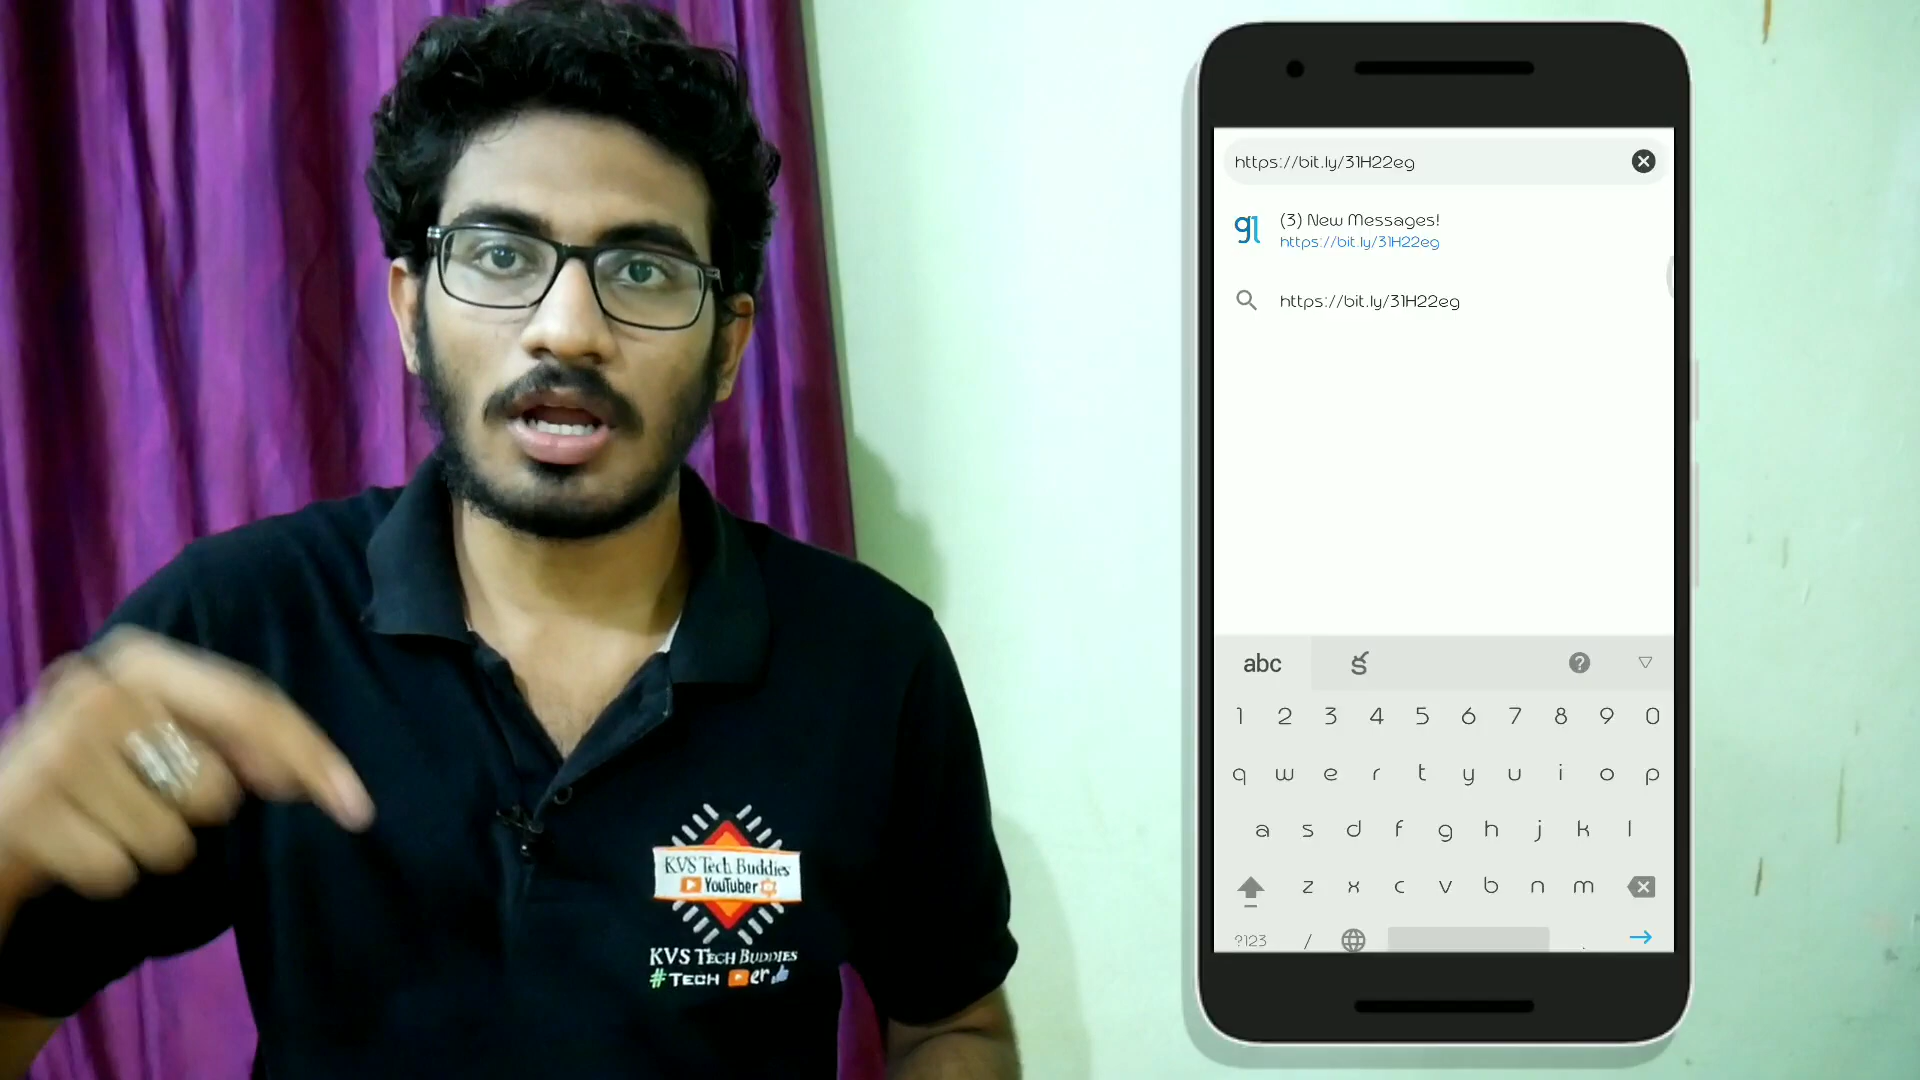 https://bit.ly/31H22eg
(3) New Messages!
https://bit.ly/31H22eg
https://bit.ly/31H22eg
abc క
1 2 3 4 5 6 7 8 9 0
q w e r t y u i o p
a s d f g h j k l
z x c v b n m
?123 / .
KVS Tech Buddies
YouTuber
KVS Tech Buddies
#Tech er